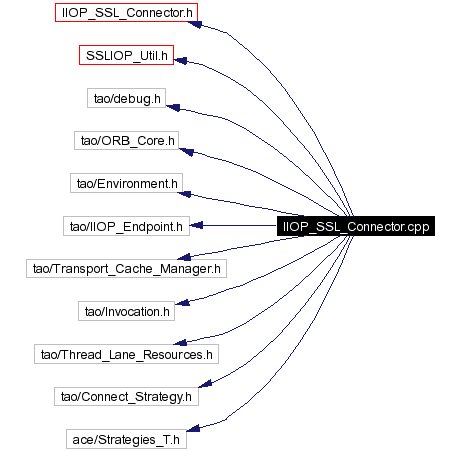 IIOP_SSL_Connector.h
SSLIOP_Util.h
tao/debug.h
tao/ORB_Core.h
tao/Environment.h
tao/IIOP_Endpoint.h
IIOP_SSL_Connector.cpp
tao/Transport_Cache_Manager.h
tao/Invocation.h
tao/Thread_Lane_Resources.h
tao/Connect_Strategy.h
ace/Strategies_T.h